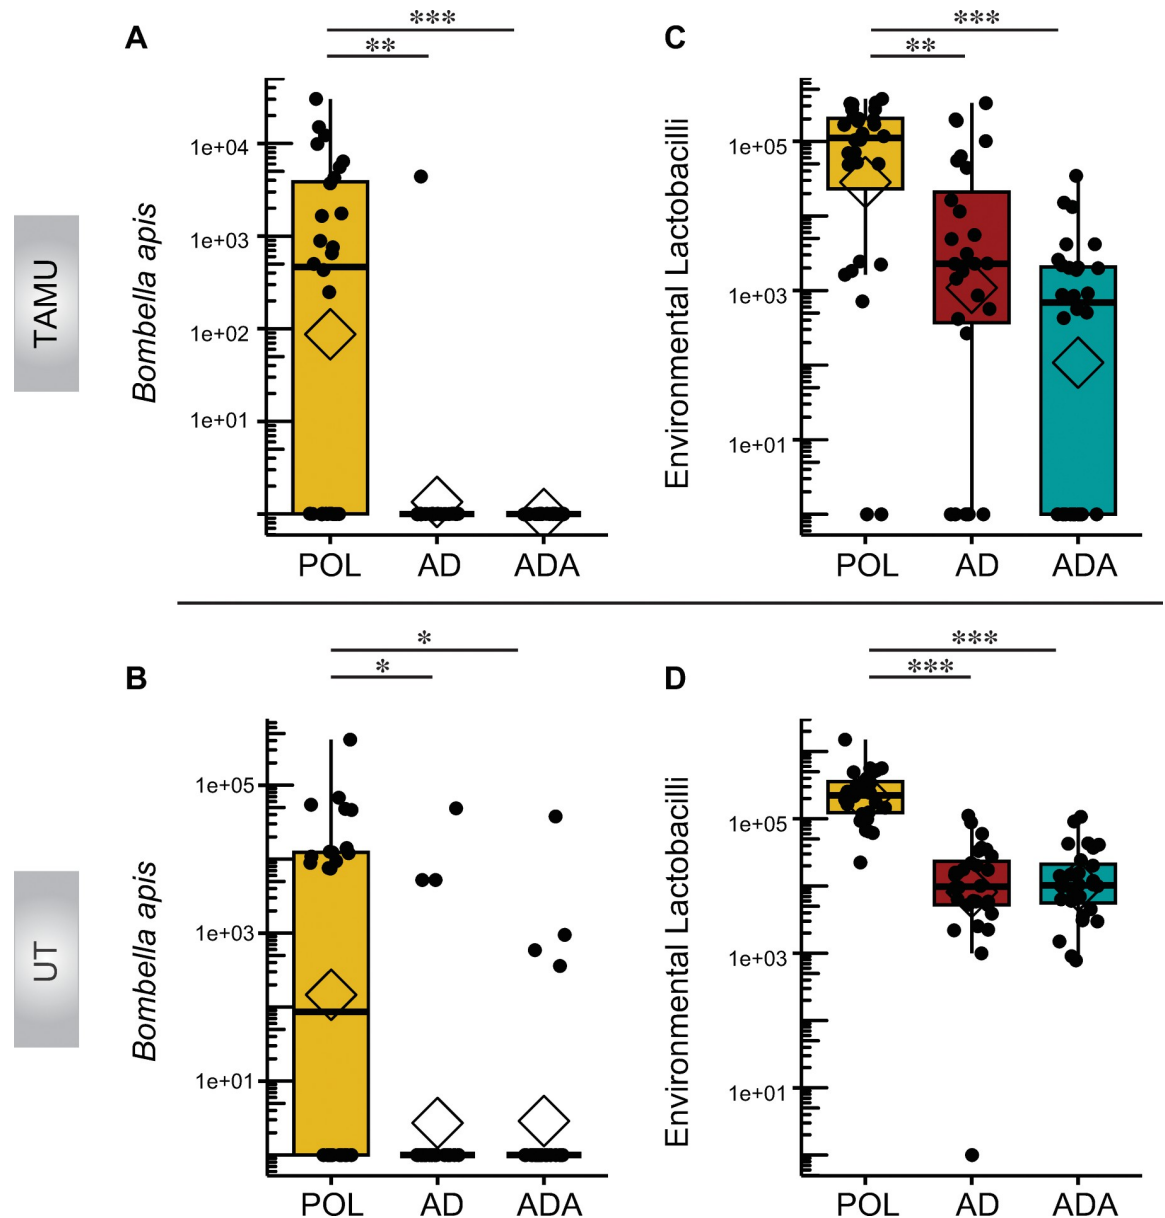 A
***
**
TAMU
Bombella apis
1e+04
1e+03
1e+02
1e+01
POL AD ADA
C
***
**
Environmental Lactobacilli
1e+05
1e+03
1e+01
POL AD ADA
B
*
*
UT
Bombella apis
1e+05
1e+03
1e+01
POL AD ADA
D
***
***
Environmental Lactobacilli
1e+05
1e+03
1e+01
POL AD ADA